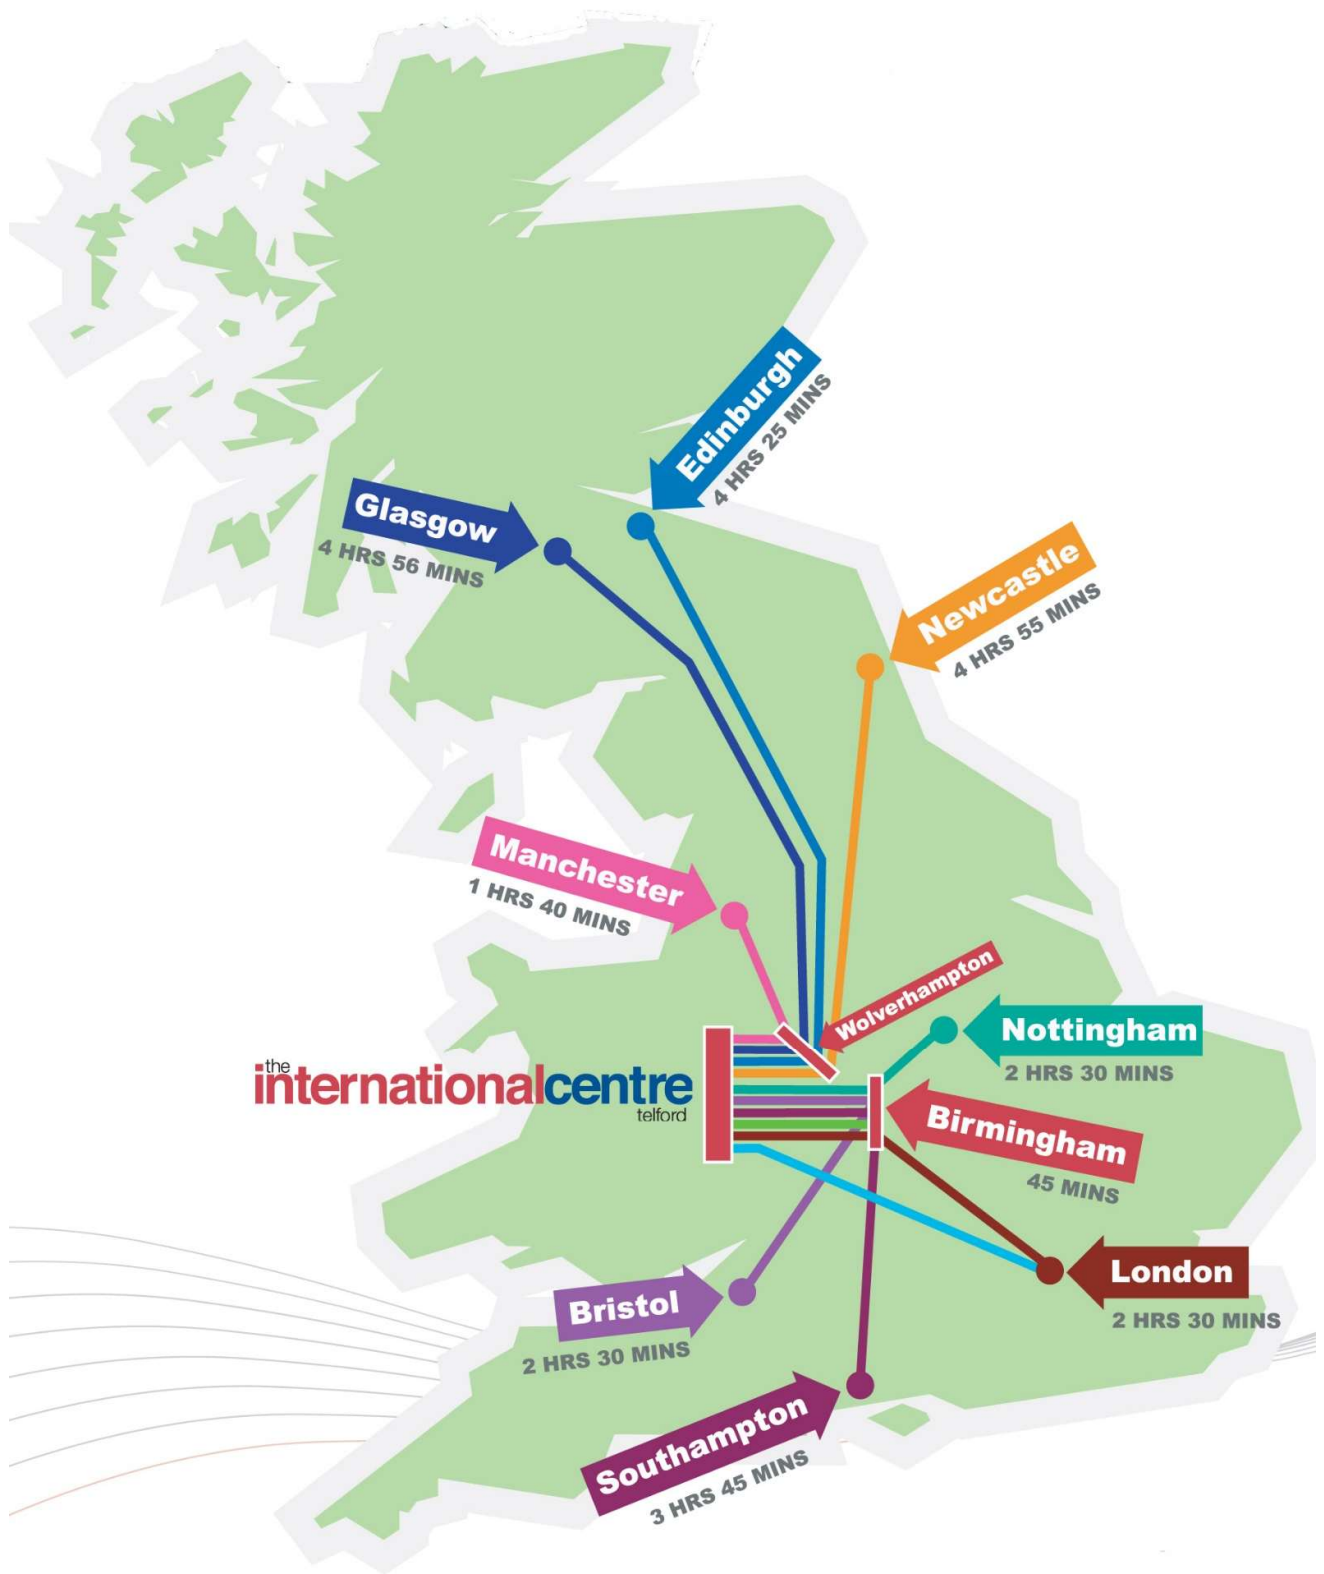 Edinburgh
4 HRS 25 MINS
Glasgow
4 HRS 56 MINS
Newcastle
4 HRS 55 MINS
Manchester
1 HRS 40 MINS
Wolverhampton
Nottingham
2 HRS 30 MINS
the
internationalcentre
telford
Birmingham
45 MINS
London
2 HRS 30 MINS
Bristol
2 HRS 30 MINS
Southampton
3 HRS 45 MINS